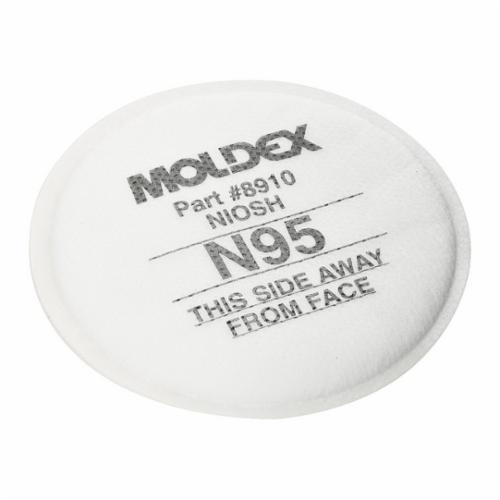 MOLDEX
Part #8910
NIOSH
N95
THIS SIDE AWAY
FROM FACE